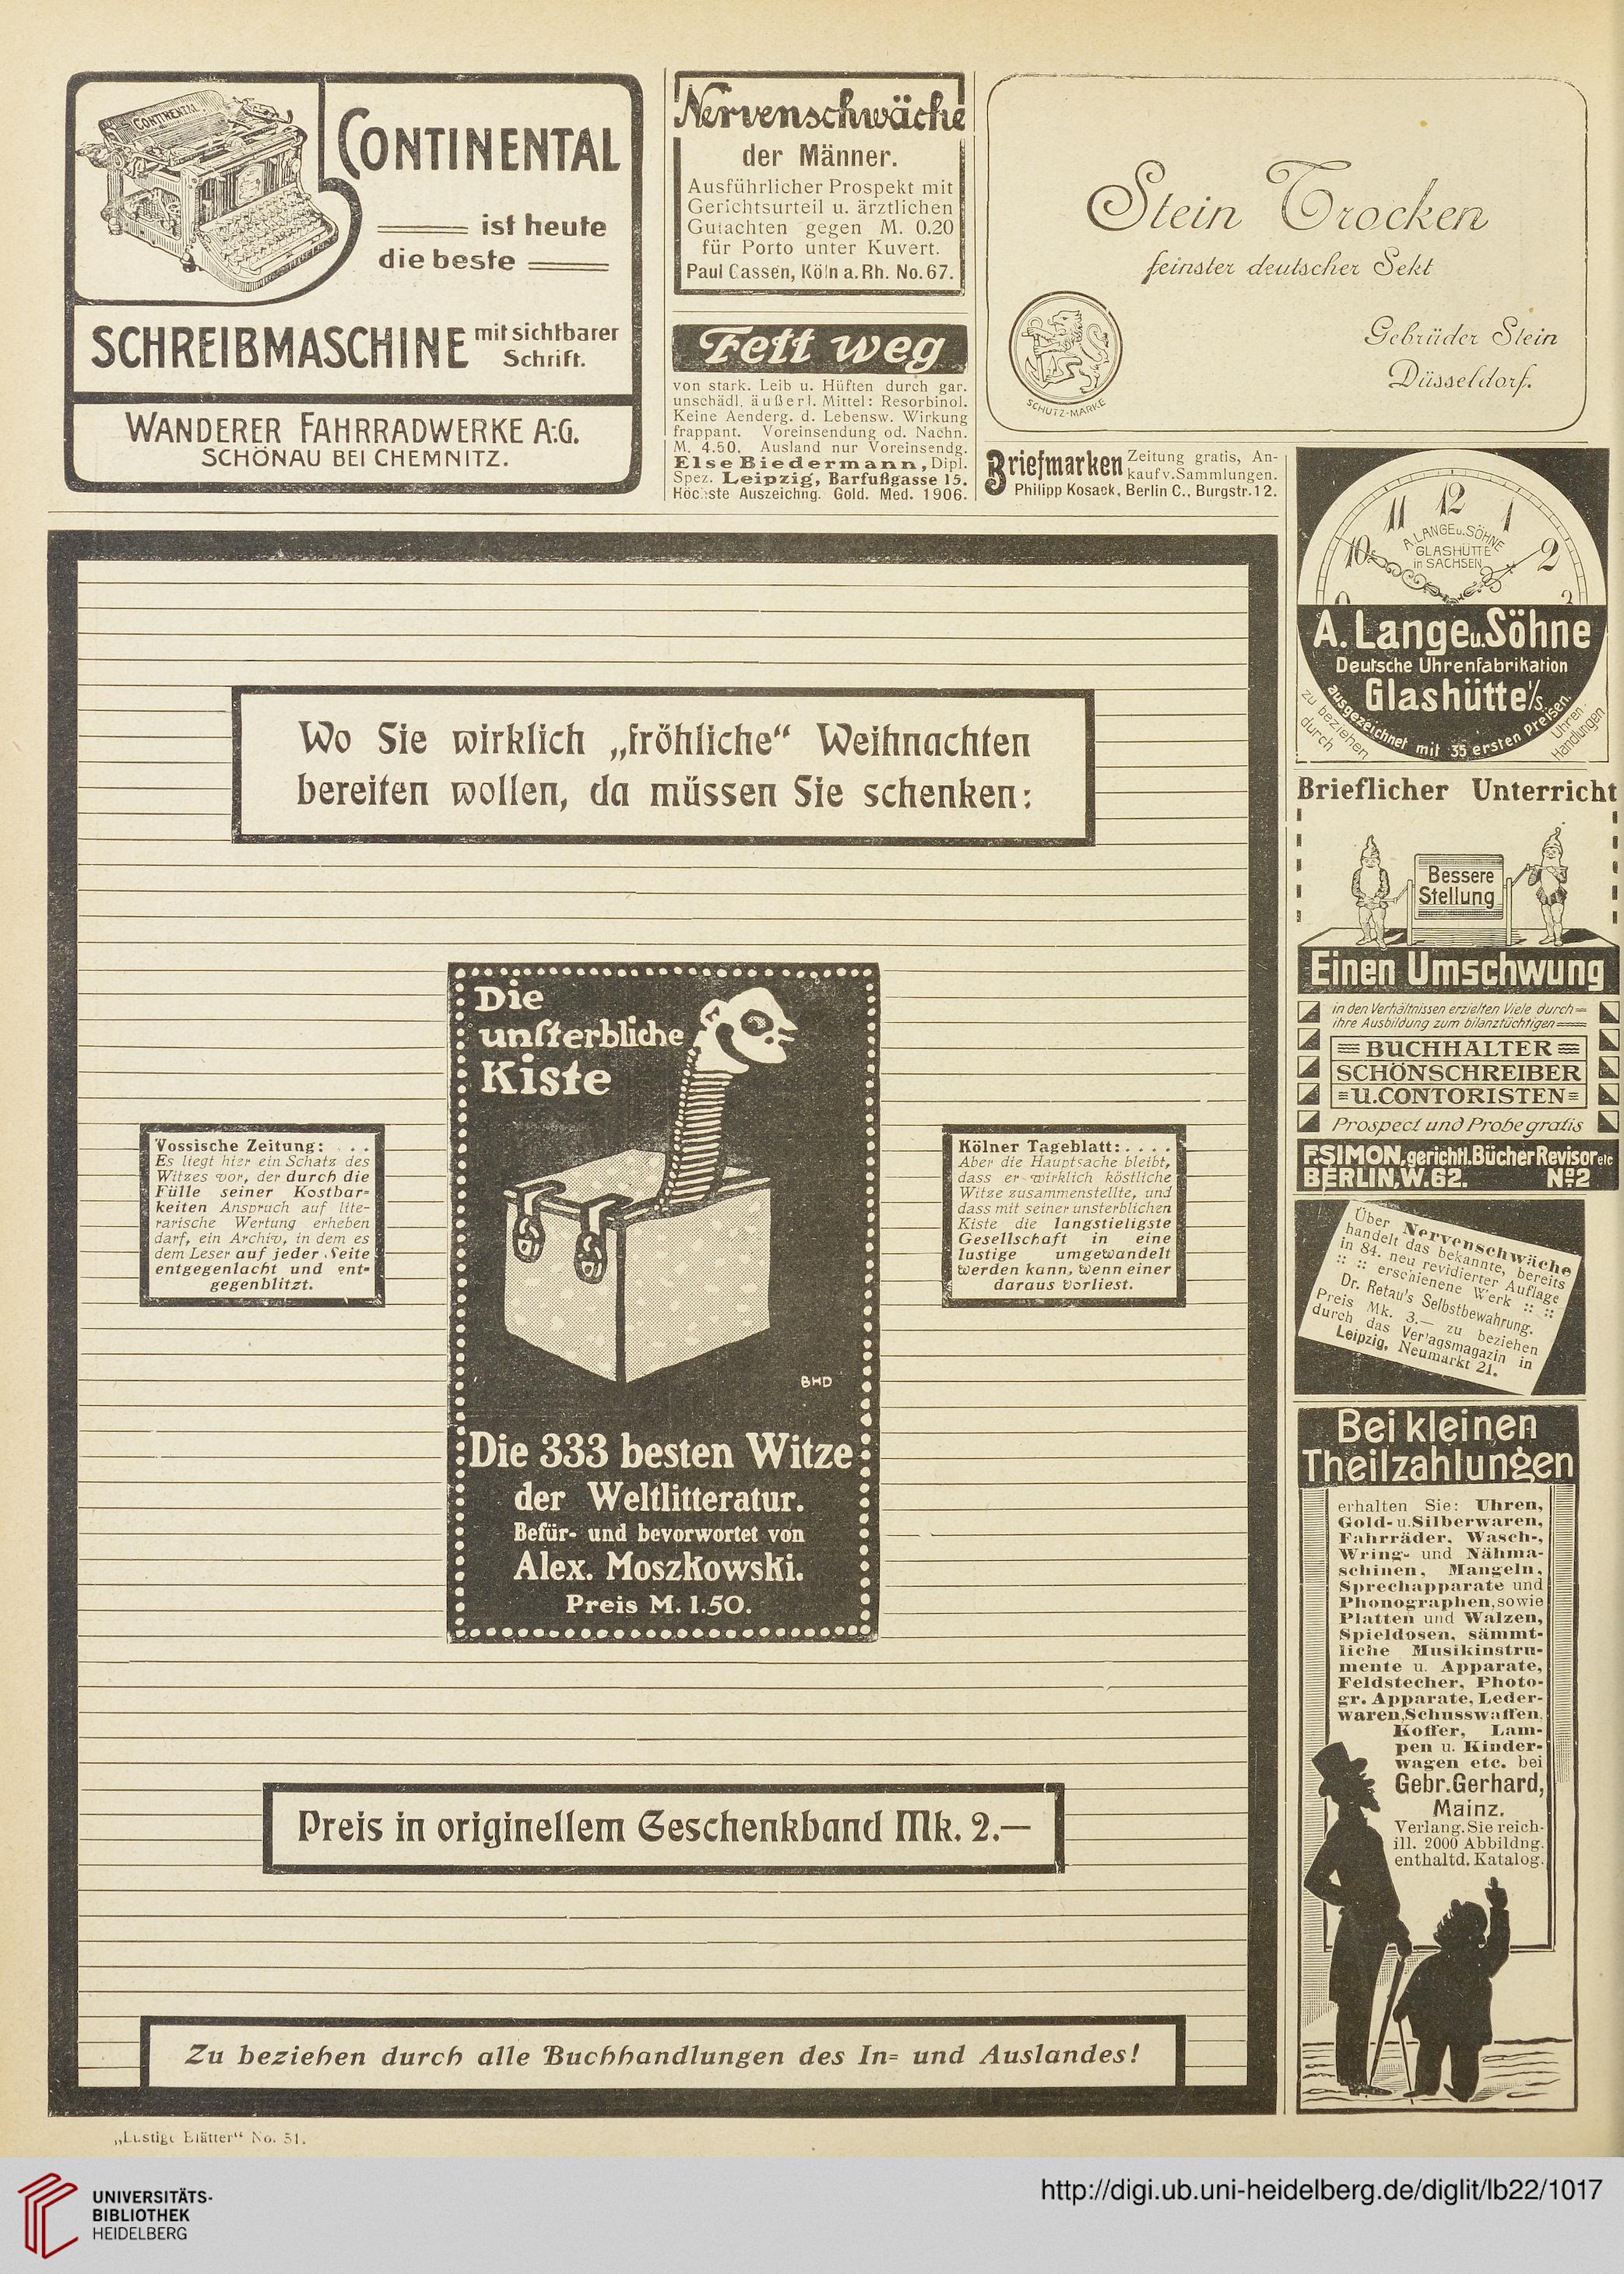 CONTINENTAL
CONTINENTAL
ist heute
die beste
SCHREIBMASCHINE mit sichtbarer
Schrift.
WANDERER FAHRRADWERKE A:G.
SCHÖNAU BEI CHEMNITZ.
Nervenschwäche
der Männer.
Ausführlicher Prospekt mit
Gerichtsurteil u. ärztlichen
Gutachten gegen M. 0.20
für Porto unter Kuvert.
Paul Cassen, Köln a. Rh. No. 67.
Fett weg
von stark. Leib u. Hüften durch gar.
unschädl. äußerl. Mittel: Resorbinol.
Keine Aenderg. d. Lebensw. Wirkung
frappant. Voreinsendung od. Nachn.
M. 4.50. Ausland nur Voreinsendg.
Else Biedermann, Dipl.
Spez. Leipzig, Barfußgasse 15.
Höchste Auszeichng. Gold. Med. 1906.
Stein Trocken
feinster deutscher Sekt
Gebrüder Stein
Düsseldorf.
SCHUTZ-MARKE
Briefmarken Zeitung gratis, An-
kauf v. Sammlungen.
Philipp Kosack, Berlin C., Burgstr. 12.
10 11 12 1 2 3
A. LANGE u. SÖHNE
GLASHÜTTE
in SACHSEN
A. Lange u. Söhne
Deutsche Uhrenfabrikation
Glashütte i/s.
ausgezeichnet mit 35 ersten Preisen.
zu beziehen
durch
Uhren-
Handlungen
Brieflicher Unterricht
Bessere
Stellung
Einen Umschwung
in den Verhältnissen erzielten Viele durch
ihre Ausbildung zum bilanztüchtigen
BUCHHALTER
SCHÖNSCHREIBER
U. CONTORISTEN
Prospect und Probe gratis
F. SIMON, gerichtl. Bücher Revisor etc
BERLIN, W. 62. No 2
Über Nervenschwäche
handelt das bekannte, bereits
in 84. neu revidierter Auflage
:: :: erschienene Werk :: ::
Dr. Retau's Selbstbewahrung.
Preis Mk. 3.— zu beziehen
durch das Verlagsmagazin in
Leipzig, Neumarkt 21.
Bei kleinen
Theilzahlungen
erhalten Sie: Uhren,
Gold- u. Silberwaren,
Fahrräder, Wasch-,
Wring- und Nähma-
schinen, Mangeln,
Sprechapparate und
Phonographen, sowie
Platten und Walzen,
Spieldosen, sämmt-
liche Musikinstru-
mente u. Apparate,
Feldstecher, Photo-
gr. Apparate, Leder-
waren, Schusswaffen,
Koffer, Lam-
pen u. Kinder-
wagen etc. bei
Gebr. Gerhard,
Mainz.
Verlang. Sie reich-
ill. 2000 Abbildng.
enthaltd. Katalog.
Wo Sie wirklich „fröhliche“ Weihnachten
bereiten wollen, da müssen Sie schenken:
Die
unsterbliche
Kiste
BHD
Die 333 besten Witze
der Weltlitteratur.
Befür- und bevorwortet von
Alex. Moszkowski.
Preis M. 1.50.
Vossische Zeitung: . . .
Es liegt hier ein Schatz des
Witzes vor, der durch die
Fülle seiner Kostbar-
keiten Anspruch auf lite-
rarische Wertung erheben
darf, ein Archiv, in dem es
dem Leser auf jeder Seite
entgegenlacht und ent-
gegenblitzt.
Kölner Tageblatt: . . . .
Aber die Hauptsache bleibt,
dass er wirklich köstliche
Witze zusammenstellte, und
dass mit seiner unsterblichen
Kiste die langstieligste
Gesellschaft in eine
lustige umgewandelt
werden kann, wenn einer
daraus vorliest.
Preis in originellem Geschenkband Mk. 2.—
Zu beziehen durch alle Buchhandlungen des In- und Auslandes!
„Lustige Blätter“ No. 51.
UNIVERSITÄTS-
BIBLIOTHEK
HEIDELBERG
http://digi.ub.uni-heidelberg.de/diglit/lb22/1017